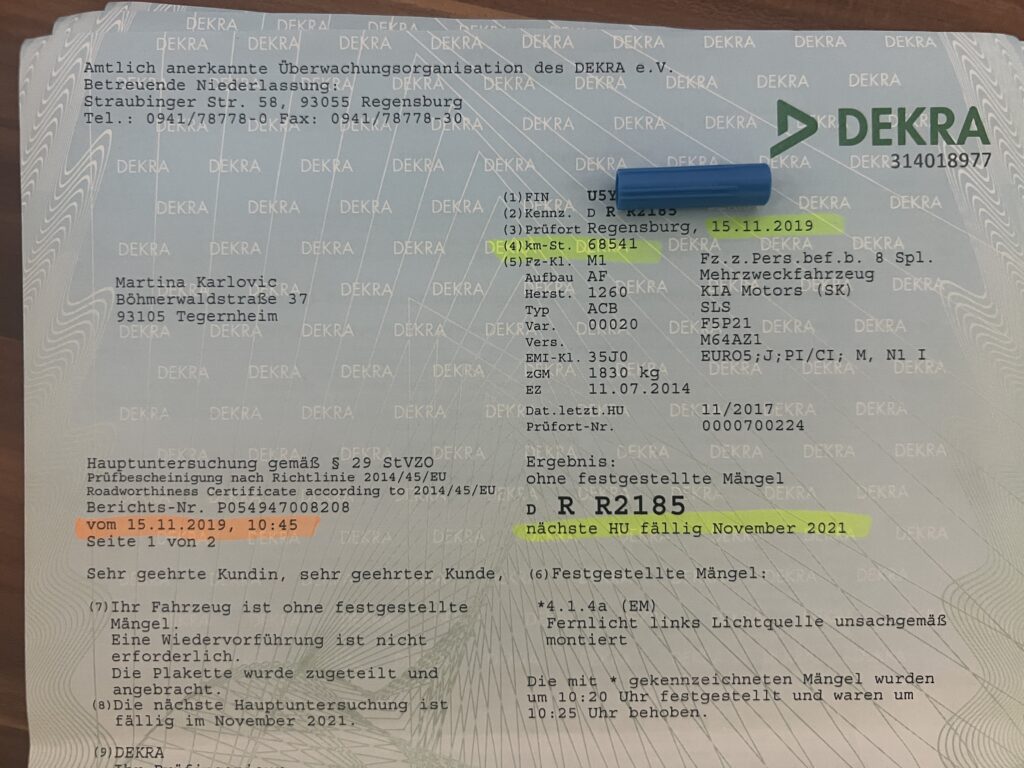 Amtlich anerkannte Überwachungsorganisation des DEKRA e.V.
Betreuende Niederlassung:
Straubinger Str. 58, 93055 Regensburg
Tel.: 0941/78778-0 Fax: 0941/78778-30
DEKRA
314018977
(1) FIN U5Y
(2) Kennz. D R R2185
(3) Prüfort Regensburg, 15.11.2019
(4) km-St. 68541
(5) Fz-Kl. M1 Fz.z.Pers.bef.b. 8 Spl.
Aufbau AF Mehrzweckfahrzeug
Herst. 1260 KIA Motors (SK)
Typ ACB SLS
Var. 00020 F5P21
Vers. M64AZ1
EMI-Kl. 35J0 EURO5;J;PI/CI; M, N1 I
zGM 1830 kg
EZ 11.07.2014
Dat.letzt.HU 11/2017
Prüfort-Nr. 0000700224
Martina Karlovic
Böhmerwaldstraße 37
93105 Tegernheim
Hauptuntersuchung gemäß § 29 StVZO
Prüfbescheinigung nach Richtlinie 2014/45/EU
Roadworthiness Certificate according to 2014/45/EU
Berichts-Nr. P054947008208
vom 15.11.2019, 10:45
Seite 1 von 2
Ergebnis:
ohne festgestellte Mängel
D R R2185
nächste HU fällig November 2021
Sehr geehrte Kundin, sehr geehrter Kunde,
(7) Ihr Fahrzeug ist ohne festgestellte
Mängel.
Eine Wiedervorführung ist nicht
erforderlich.
Die Plakette wurde zugeteilt und
angebracht.
(8) Die nächste Hauptuntersuchung ist
fällig im November 2021.
(9) DEKRA
(6) Festgestellte Mängel:
*4.1.4a (EM)
Fernlicht links Lichtquelle unsachgemäß
montiert
Die mit * gekennzeichneten Mängel wurden
um 10:20 Uhr festgestellt und waren um
10:25 Uhr behoben.